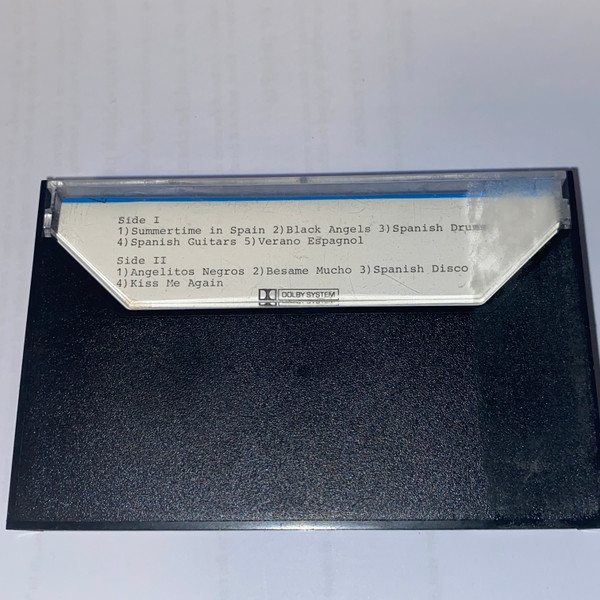 Side I
1)Summertime in Spain 2)Black Angels 3)Spanish Drums
4)Spanish Guitars 5)Verano Espagnol
Side II
1)Angelitos Negros 2)Besame Mucho 3)Spanish Disco
4)Kiss Me Again
DOLBY SYSTEM